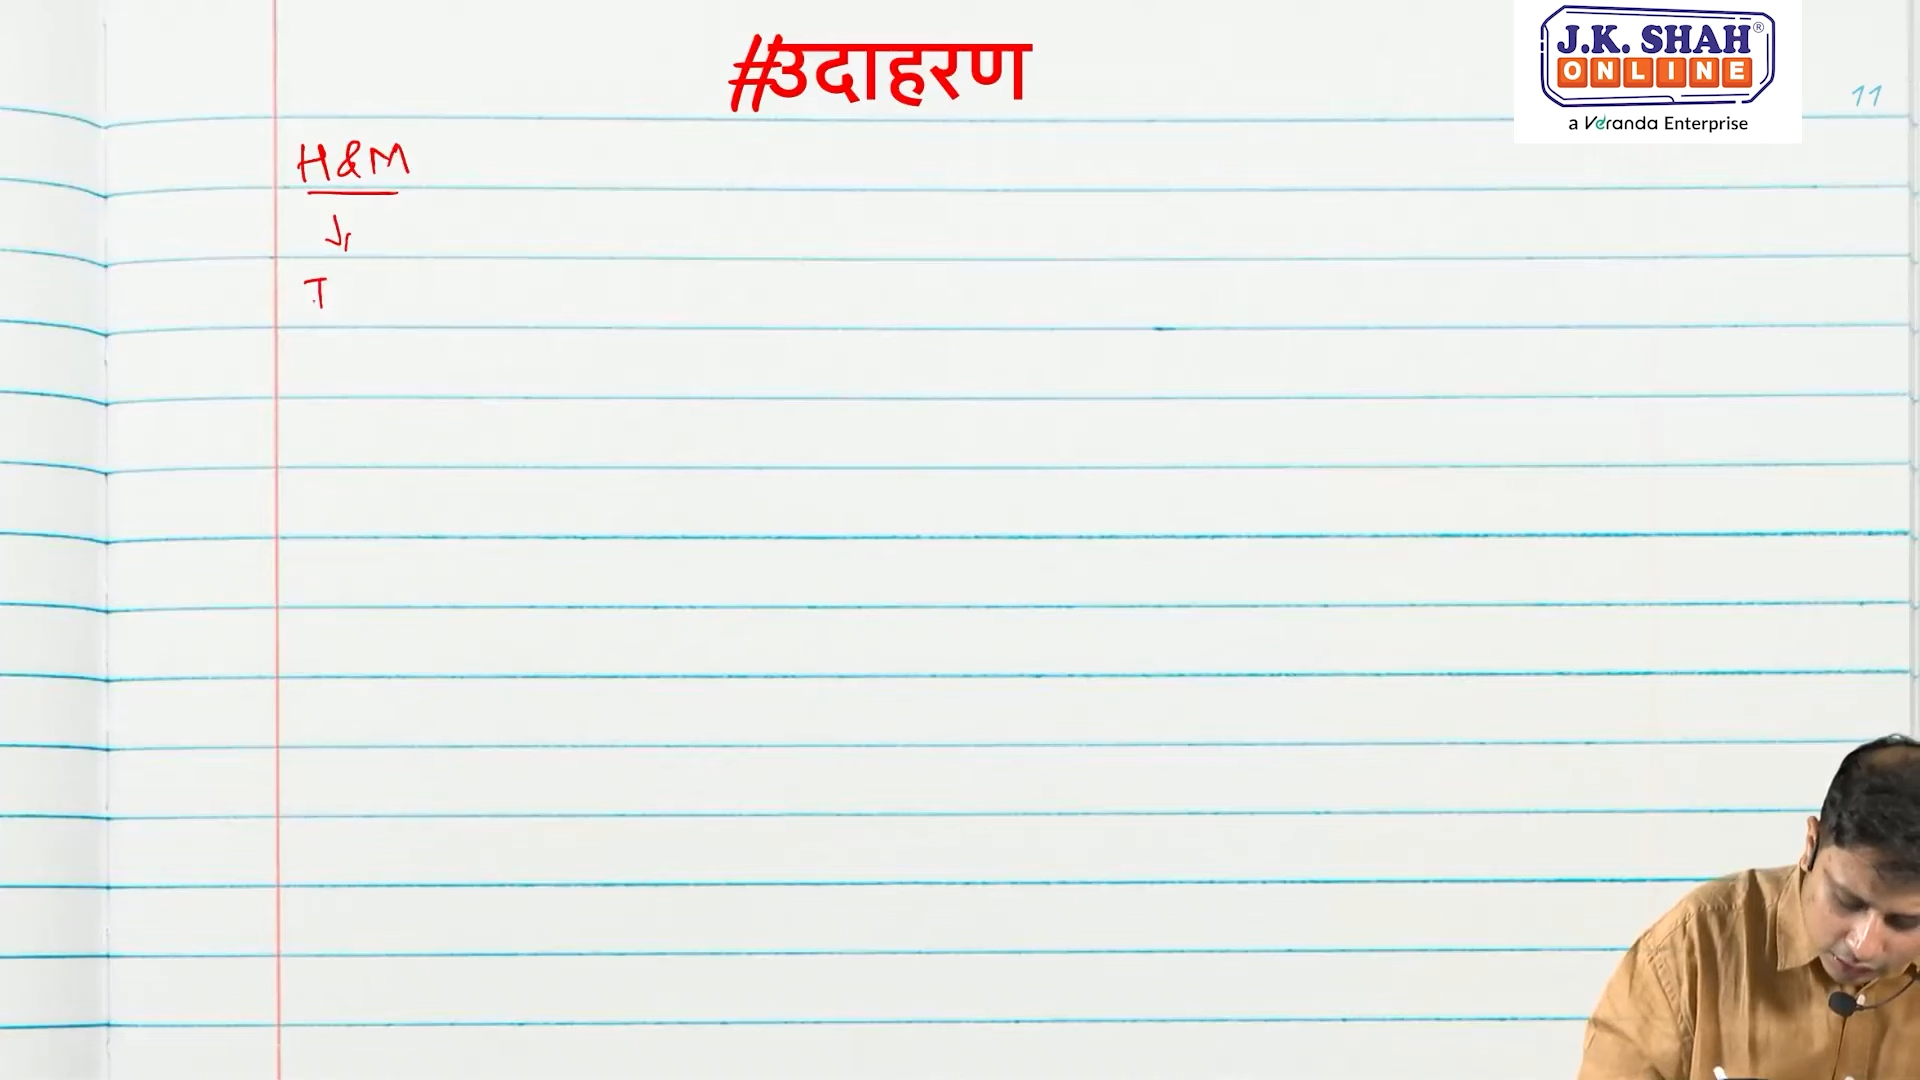 #उदाहरण
J.K. SHAH®
ONLINE
a Veranda Enterprise
11
H&M
↓
T